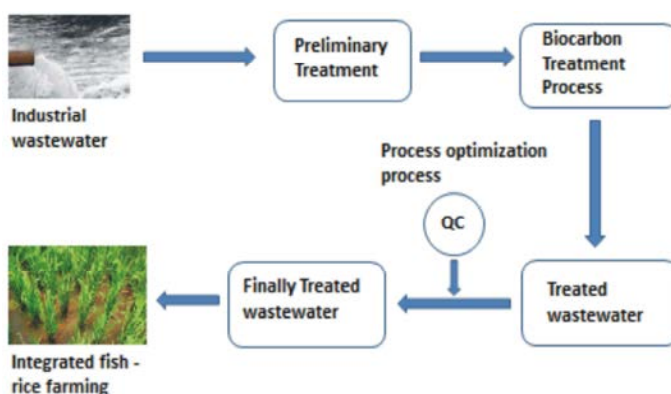 Industrial
wastewater
Preliminary
Treatment
Biocarbon
Treatment
Process
Process optimization
process
QC
Treated
wastewater
Finally Treated
wastewater
Integrated fish -
rice farming